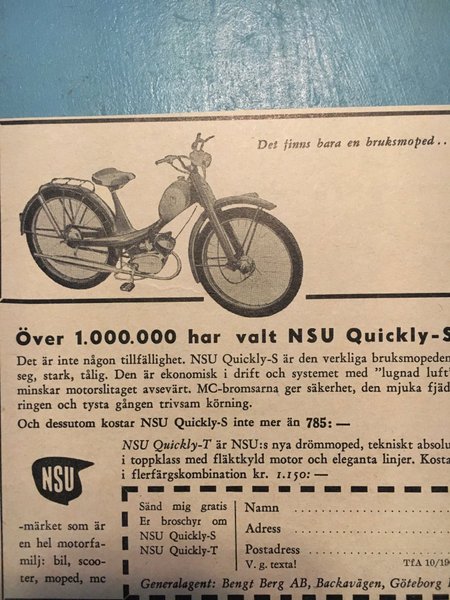 Det finns bara en bruksmoped..
Över 1.000.000 har valt NSU Quickly-S
Det är inte någon tillfällighet. NSU Quickly-S är den verkliga bruksmopeden
seg, stark, tålig. Den är ekonomisk i drift och systemet med "lugnad luft"
minskar motorslitaget avsevärt. MC-bromsarna ger säkerhet, den mjuka fjäd
ringen och tysta gången trivsam körning.
Och dessutom kostar NSU Quickly-S inte mer än 785: —
NSU Quickly-T är NSU:s nya drömmoped, tekniskt absolu
i toppklass med fläktkyld motor och eleganta linjer. Kosta
i flerfärgskombination kr. 1.150: —
NSU
-märket som är
en hel motorfa-
milj: bil, scoo-
ter, moped, mc
Sänd mig gratis
Er broschyr om
NSU Quickly-S
NSU Quickly-T
Namn
Adress
Postadress
V. g. texta!
TfA 10/19
Generalagent: Bengt Berg AB, Backavägen, Göteborg